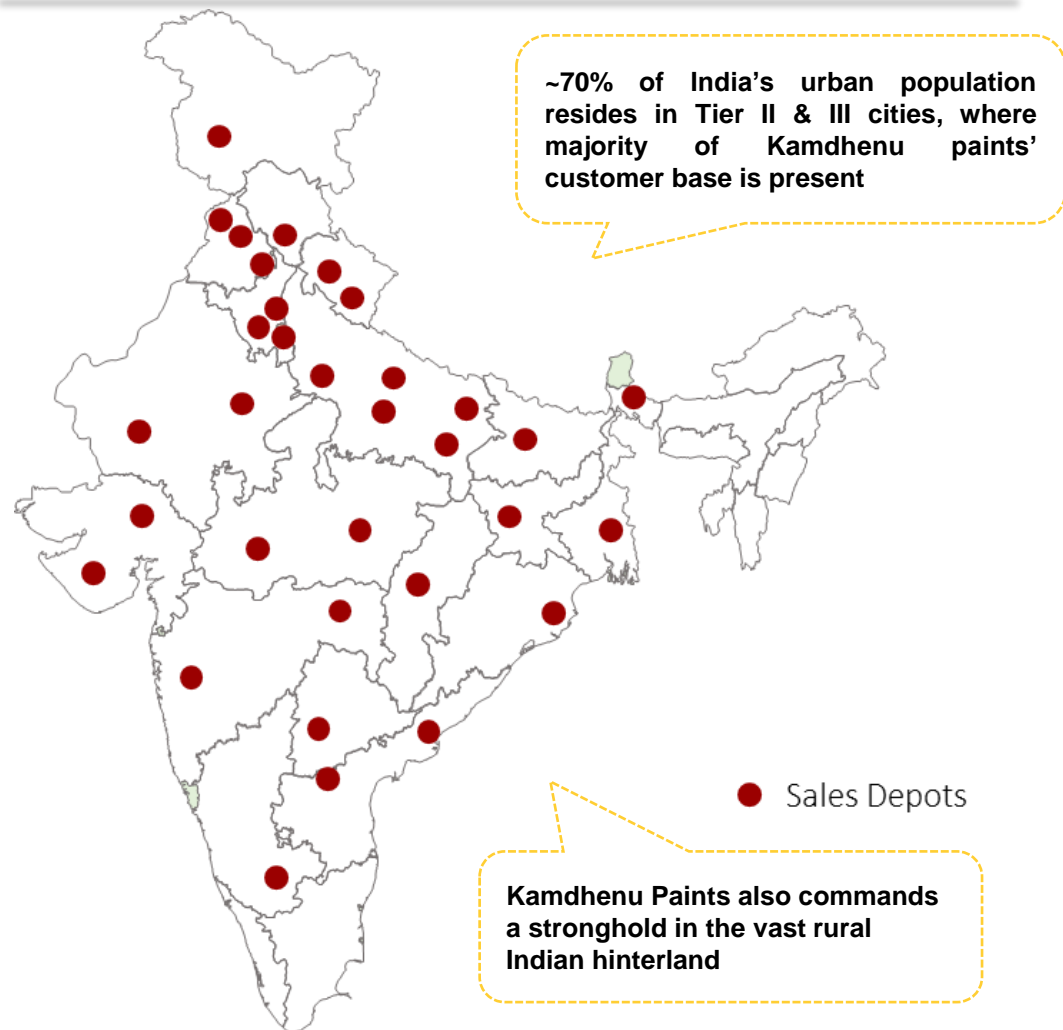 ~70% of India’s urban population
resides in Tier II & III cities, where
majority of Kamdhenu paints’
customer base is present
Sales Depots
Kamdhenu Paints also commands
a stronghold in the vast rural
Indian hinterland